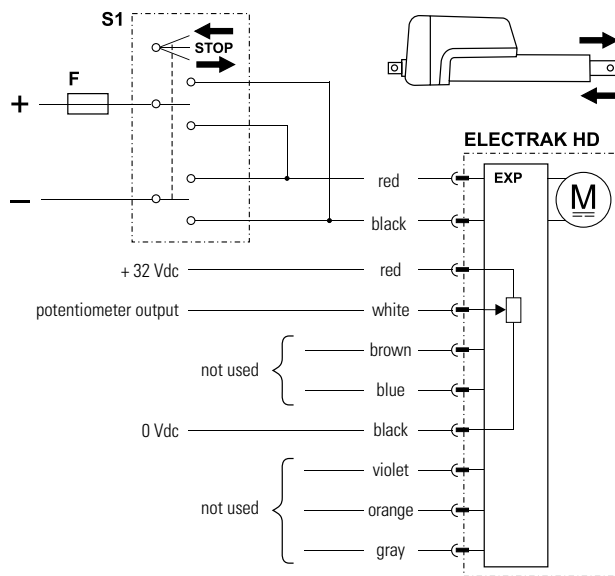 S1
STOP
F
+
–
ELECTRAK HD
EXP
M
red
black
+ 32 Vdc
red
potentiometer output
white
brown
not used
blue
0 Vdc
black
violet
not used
orange
gray